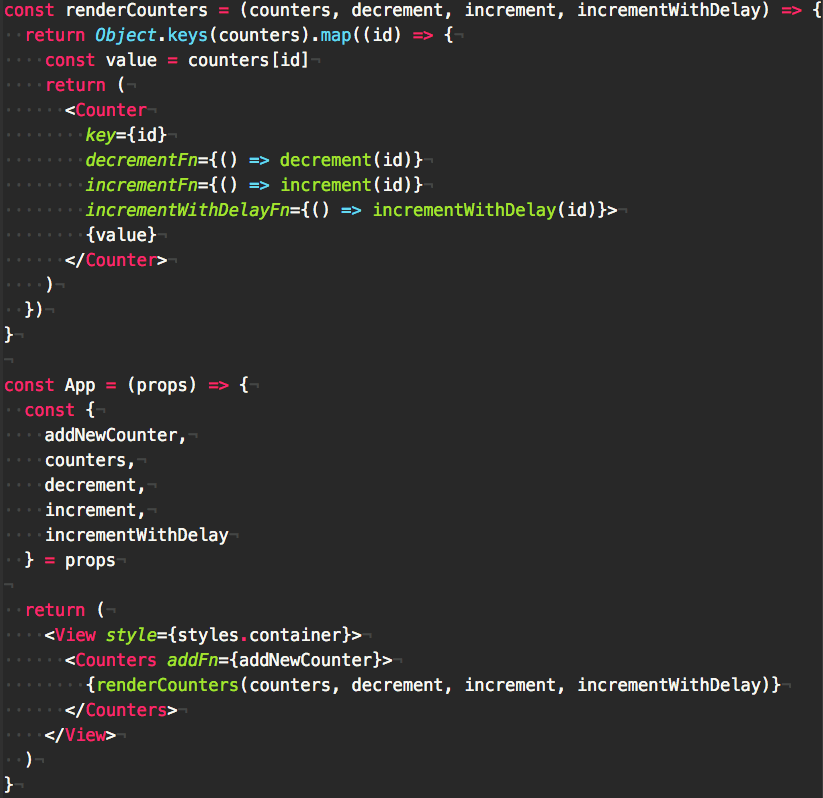 const renderCounters = (counters, decrement, increment, incrementWithDelay) => {
  return Object.keys(counters).map((id) => {
    const value = counters[id]
    return (
      <Counter
        key={id}
        decrementFn={() => decrement(id)}
        incrementFn={() => increment(id)}
        incrementWithDelayFn={() => incrementWithDelay(id)}>
        {value}
      </Counter>
    )
  })
}

const App = (props) => {
  const {
    addNewCounter,
    counters,
    decrement,
    increment,
    incrementWithDelay
  } = props

  return (
    <View style={styles.container}>
      <Counters addFn={addNewCounter}>
        {renderCounters(counters, decrement, increment, incrementWithDelay)}
      </Counters>
    </View>
  )
}